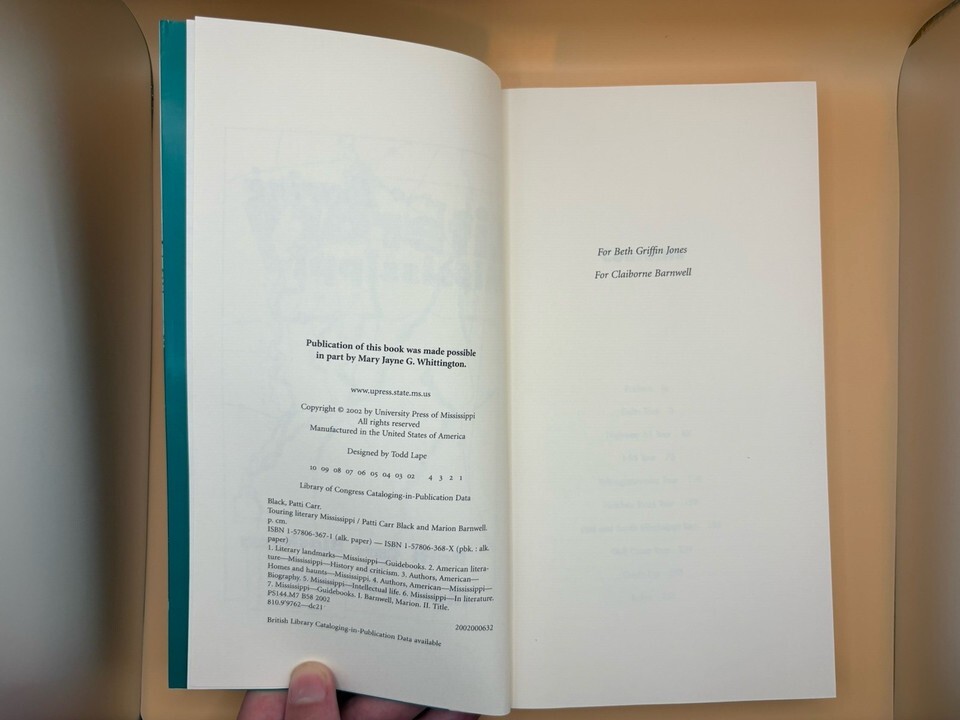 Publication of this book was made possible
in part by Mary Jayne G. Whittington.
www.upress.state.ms.us
Copyright © 2002 by University Press of Mississippi
All rights reserved
Manufactured in the United States of America
Designed by Todd Lape
10 09 08 07 06 05 04 03 02 4 3 2 1
Library of Congress Cataloging-in-Publication Data
Black, Patti Carr.
Touring literary Mississippi / Patti Carr Black and Marion Barnwell.
p. cm.
ISBN 1-57806-367-1 (alk. paper) — ISBN 1-57806-368-X (pbk. : alk.
paper)
1. Literary landmarks—Mississippi—Guidebooks. 2. American litera-
ture—Mississippi—History and criticism. 3. Authors, American—
Homes and haunts—Mississippi. 4. Authors, American—Mississippi—
Biography. 5. Mississippi—Intellectual life. 6. Mississippi—In literature.
7. Mississippi—Guidebooks. I. Barnwell, Marion. II. Title.
PS144.M7 B58 2002
810.9'9762—dc21
2002000632
British Library Cataloging-in-Publication Data available
For Beth Griffin Jones
For Claiborne Barnwell